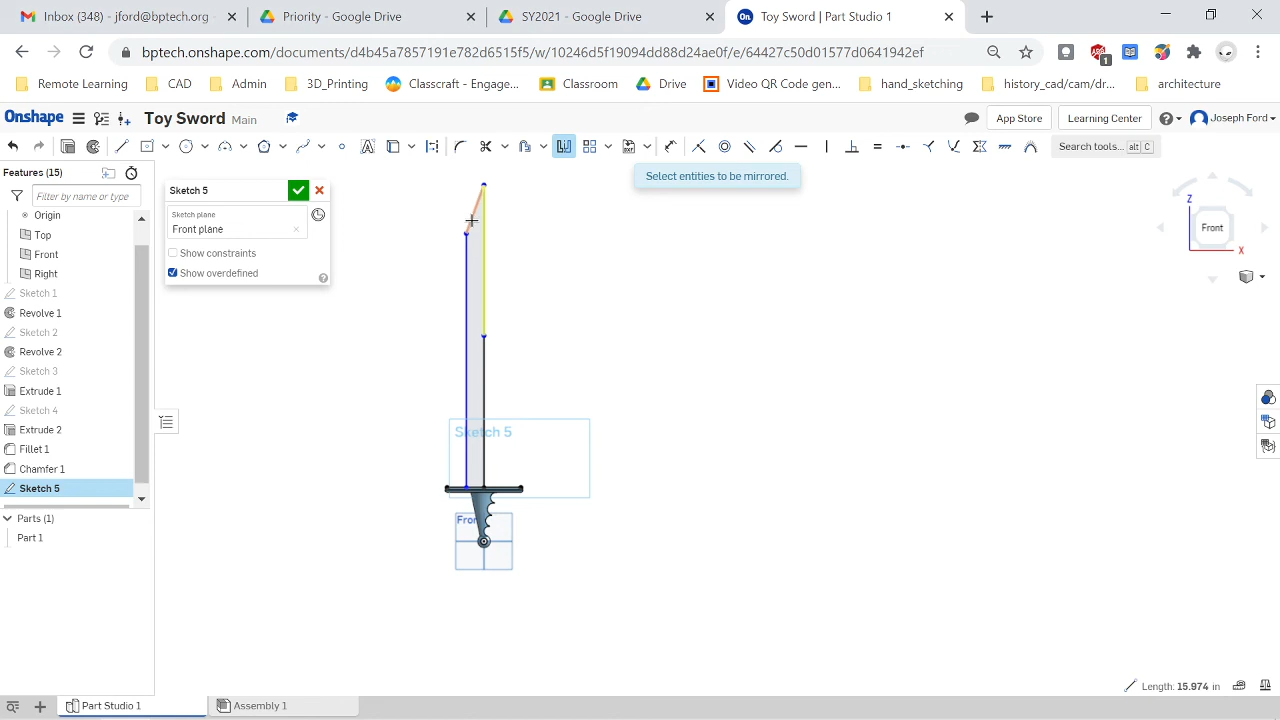 Inbox (348) - jford@bptech.org
Priority - Google Drive
SY2021 - Google Drive
Toy Sword | Part Studio 1
bptech.onshape.com/documents/d4b45a7857191e782d6515f5/w/10246d5f19094dd88d24ae0f/e/64427c50d01577d0641942ef
Remote Learning
CAD
Admin
3D_Printing
Classcraft - Engage...
Classroom
Drive
Video QR Code gen...
hand_sketching
history_cad/cam/dr...
architecture
Onshape
Toy Sword Main
App Store
Learning Center
Joseph Ford
Search tools... alt C
Features (15)
Filter by name or type
Origin
Top
Front
Right
Sketch 1
Revolve 1
Sketch 2
Revolve 2
Sketch 3
Extrude 1
Sketch 4
Extrude 2
Fillet 1
Chamfer 1
Sketch 5
Parts (1)
Part 1
Sketch 5
Sketch plane
Front plane
Show constraints
Show overdefined
Select entities to be mirrored.
Sketch 5
Z
Front
X
Length: 15.974 in
Part Studio 1
Assembly 1